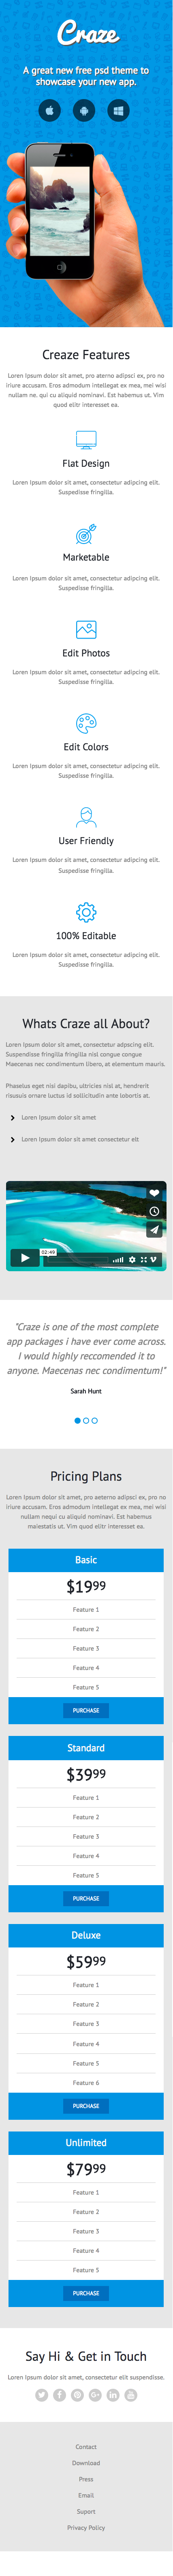 Craze
A great new free psd theme to
showcase your new app.
Creaze Features
Lorem Ipsum dolor sit amet, pro aterno adipsci ex, pro no
iriure accusam. Eros admodum intellegat ex mea, mei wisi
nullam ne. qui cu aliquid nominavi. Est habemus ut. Vim
quod elitr interesset ea.
Flat Design
Lorem Ipsum dolor sit amet, consectetur adipcing elit.
Suspedisse fringilla.
Marketable
Lorem Ipsum dolor sit amet, consectetur adipcing elit.
Suspedisse fringilla.
Edit Photos
Lorem Ipsum dolor sit amet, consectetur adipcing elit.
Suspedisse fringilla.
Edit Colors
Lorem Ipsum dolor sit amet, consectetur adipcing elit.
Suspedisse fringilla.
User Friendly
Lorem Ipsum dolor sit amet, consectetur adipcing elit.
Suspedisse fringilla.
100% Editable
Lorem Ipsum dolor sit amet, consectetur adipcing elit.
Suspedisse fringilla.
Whats Craze all About?
Lorem Ipsum dolor sit amet, consectetur adpscing elit.
Suspendisse fringilla fringilla nisl congue congue
Maecenas nec condimentum libero, at elementum mauris.
Phaselus eget nisi dapibu, ultricies nisl at, hendrerit
risusuis ornare luctus id sollicitudin ante lobortis at.
Lorem ipsum dolor sit amet
Lorem ipsum dolor sit amet consectetur elit
02:49
"Craze is one of the most complete
app packages i have ever come across.
I would highly reccomended it to
anyone. Maecenas nec condintum!"
Sarah Hunt
Pricing Plans
Lorem Ipsum dolor sit amet, pro aeterno adipsci ex, pro no
iriure accusam. Eros admodum intellegat ex mea, mei wisi
nullam nequi cu aliquid nominavi. Est habemus
maiestatis ut. Vim quod elitr interesset ea.
Basic
$19⁹⁹
Feature 1
Feature 2
Feature 3
Feature 4
Feature 5
PURCHASE
Standard
$39⁹⁹
Feature 1
Feature 2
Feature 3
Feature 4
Feature 5
PURCHASE
Deluxe
$59⁹⁹
Feature 1
Feature 2
Feature 3
Feature 4
Feature 5
Feature 6
PURCHASE
Unlimited
$79⁹⁹
Feature 1
Feature 2
Feature 3
Feature 4
Feature 5
PURCHASE
Say Hi & Get in Touch
Lorem Ipsum dolor sit amet, consectetur elit suspendisse.
Contact
Download
Press
Email
Suport
Privacy Policy